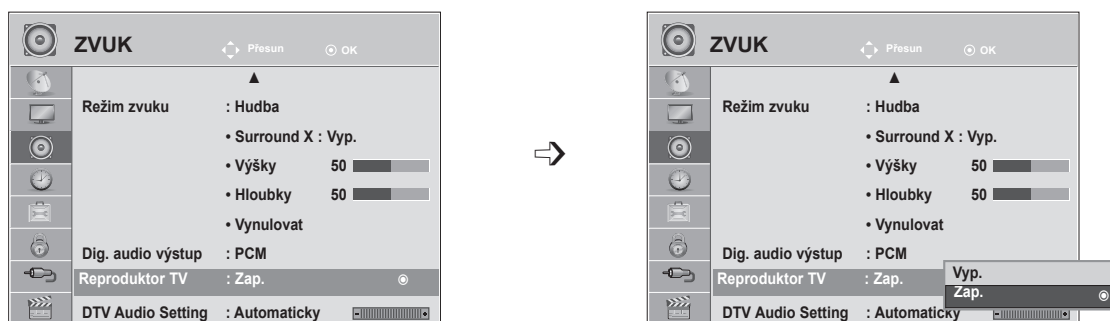 ZVUK Přesun OK
Režim zvuku : Hudba
• Surround X : Vyp.
• Výšky 50
• Hloubky 50
• Vynulovat
Dig. audio výstup : PCM
Reproduktor TV : Zap.
DTV Audio Setting : Automaticky
ZVUK Přesun OK
Režim zvuku : Hudba
• Surround X : Vyp.
• Výšky 50
• Hloubky 50
• Vynulovat
Dig. audio výstup : PCM
Reproduktor TV : Zap.
Vyp.
Zap.
DTV Audio Setting : Automaticky